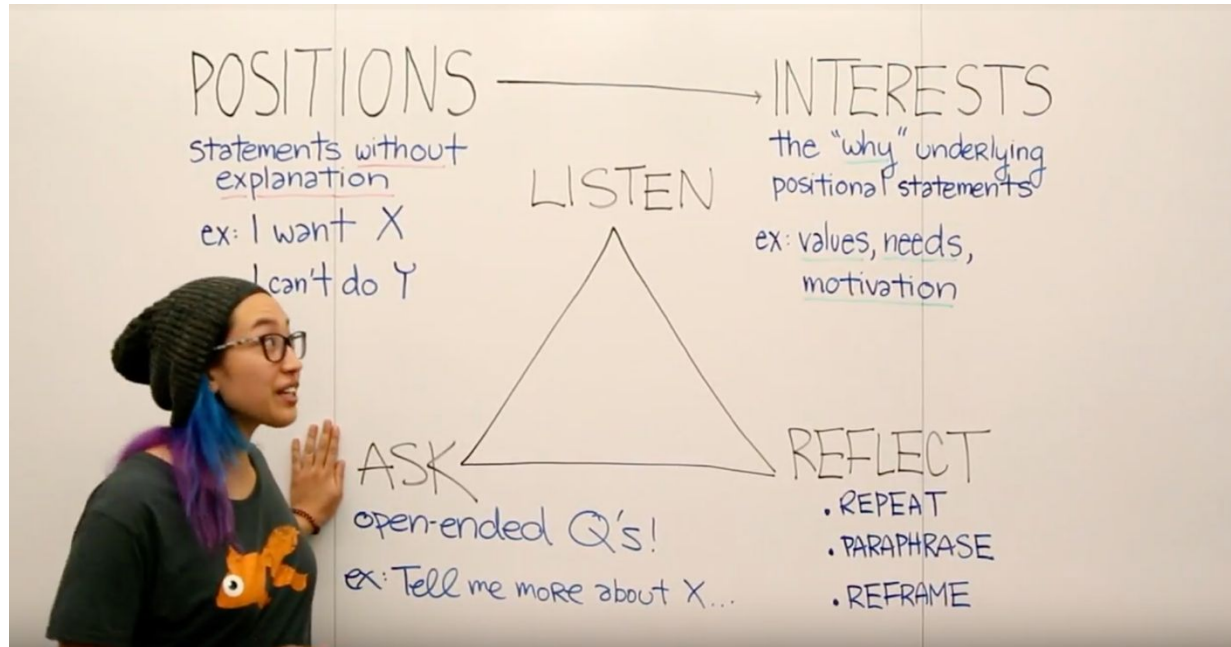 POSITIONS
statements without
explanation
ex: I want X
I can't do Y
INTERESTS
the "why" underlying
positional statements
ex: values, needs,
motivation
LISTEN
ASK
open-ended Q's!
ex: Tell me more about X...
REFLECT
. REPEAT
. PARAPHRASE
. REFRAME